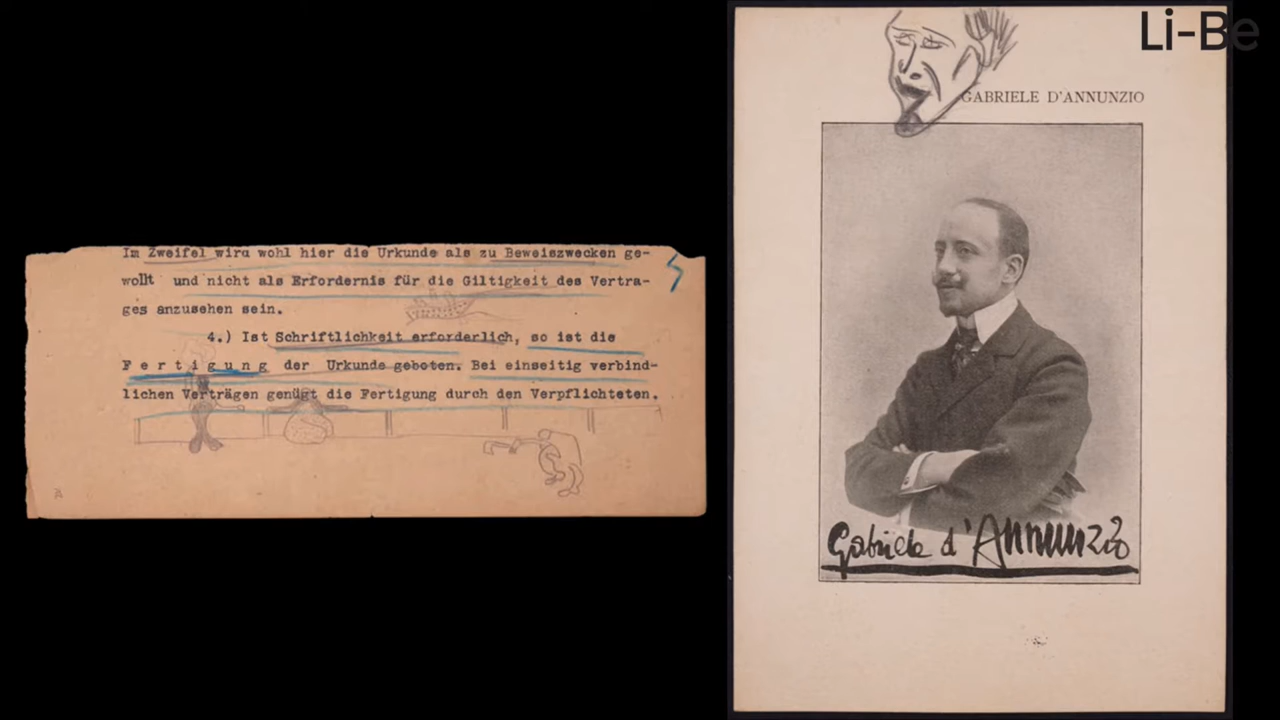 Im Zweifel wird wohl hier die Urkunde als zu Beweiszwecken ge-
wollt und nicht als Erfordernis für die Giltigkeit des Vertra-
ges anzusehen sein.
4.) Ist Schriftlichkeit erforderlich, so ist die
Fertigung der Urkunde geboten. Bei einseitig verbind-
lichen Verträgen genügt die Fertigung durch den Verpflichteten.
Li-Be
GABRIELE D'ANNUNZIO
Gabriele d'Annunzio